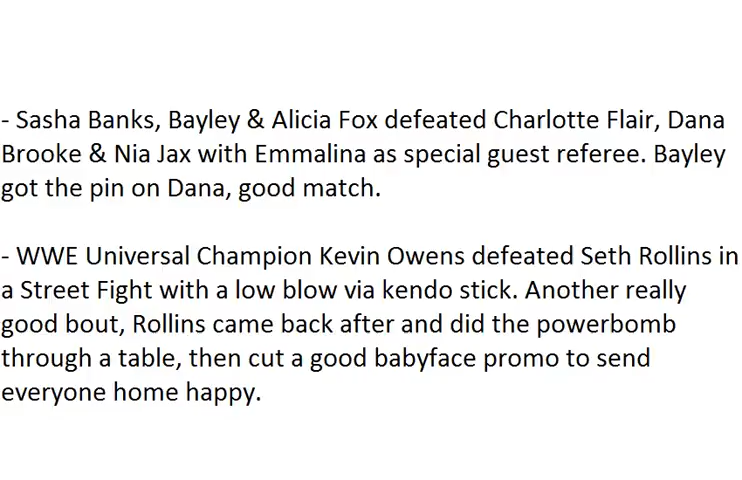 - Sasha Banks, Bayley & Alicia Fox defeated Charlotte Flair, Dana
Brooke & Nia Jax with Emmalina as special guest referee. Bayley
got the pin on Dana, good match.
- WWE Universal Champion Kevin Owens defeated Seth Rollins in
a Street Fight with a low blow via kendo stick. Another really
good bout, Rollins came back after and did the powerbomb
through a table, then cut a good babyface promo to send
everyone home happy.